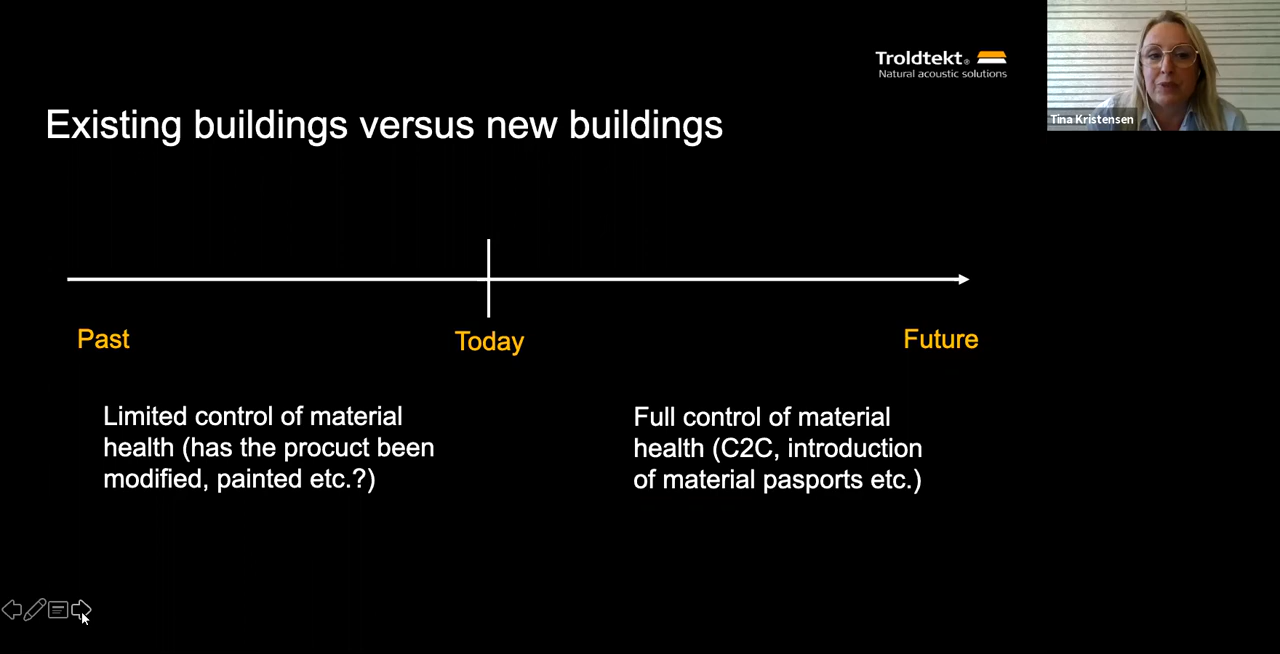 Troldtekt®
Natural acoustic solutions
Tina Kristensen
Existing buildings versus new buildings
Past
Today
Future
Limited control of material
health (has the procuct been
modified, painted etc.?)
Full control of material
health (C2C, introduction
of material pasports etc.)